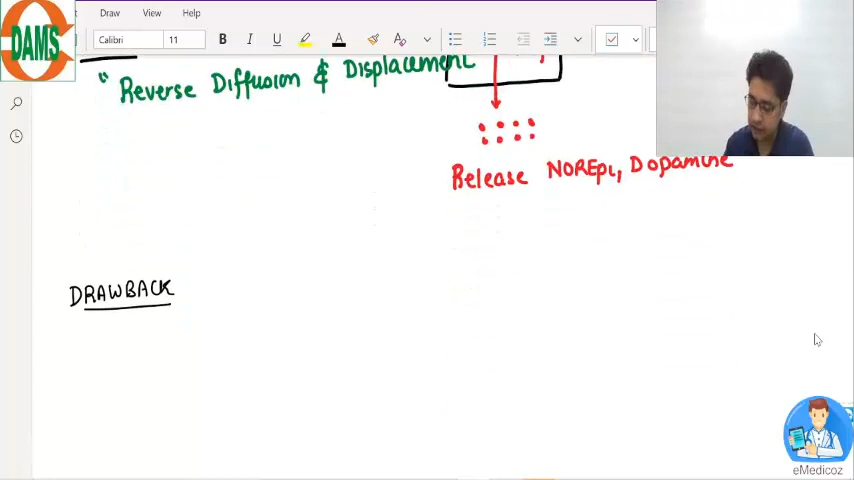 DAMS
Draw View Help
Calibri 11 B I U A A
" Reverse Diffusion & Displacement
Release NOREpi, Dopamine
DRAWBACK
eMedicoz